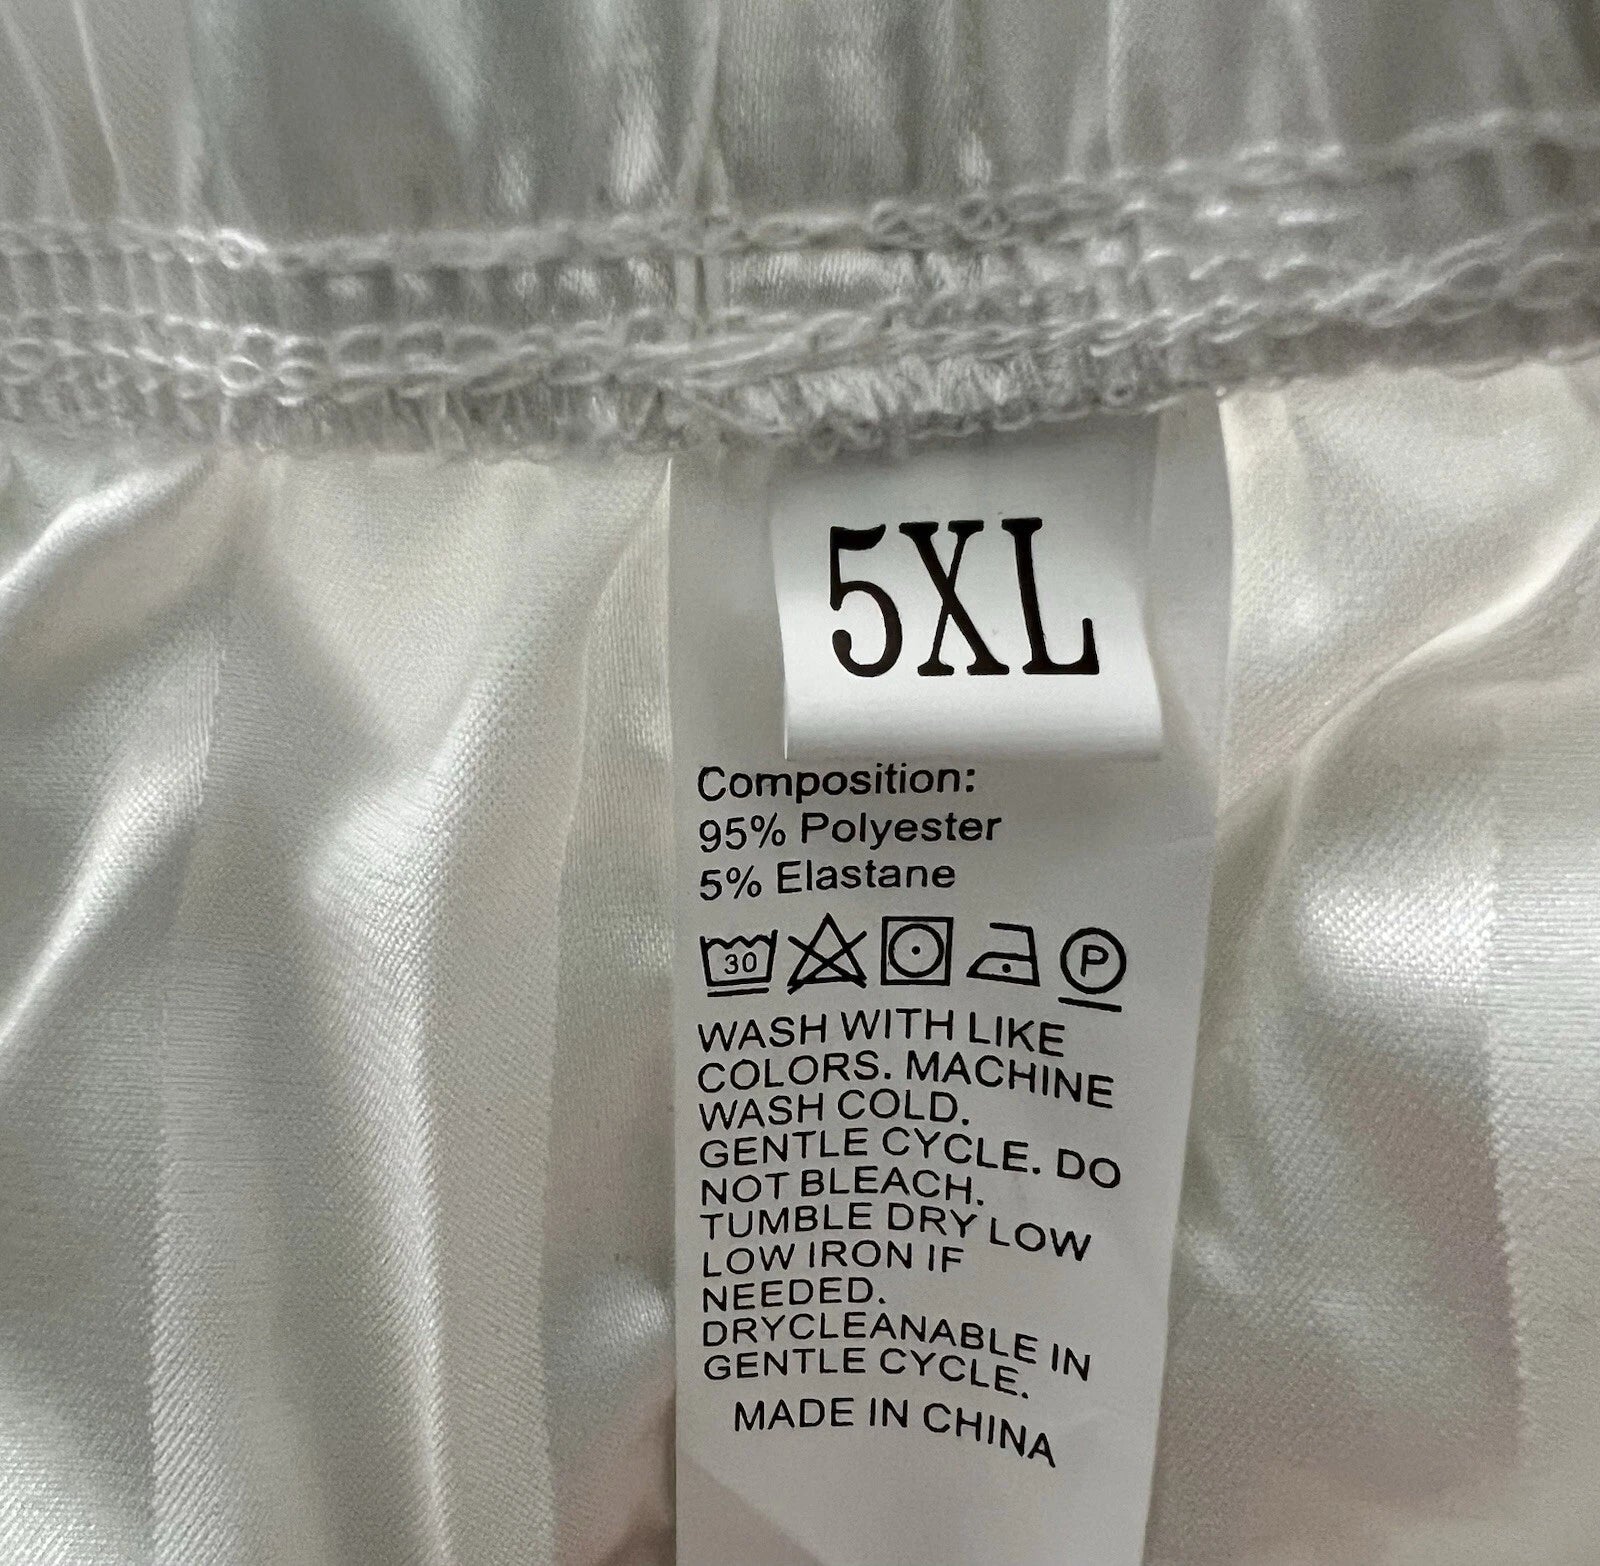 5XL
Composition:
95% Polyester
5% Elastane
30 P
WASH WITH LIKE
COLORS. MACHINE
WASH COLD.
GENTLE CYCLE. DO
NOT BLEACH.
TUMBLE DRY LOW
LOW IRON IF
NEEDED.
DRYCLEANABLE IN
GENTLE CYCLE.
MADE IN CHINA